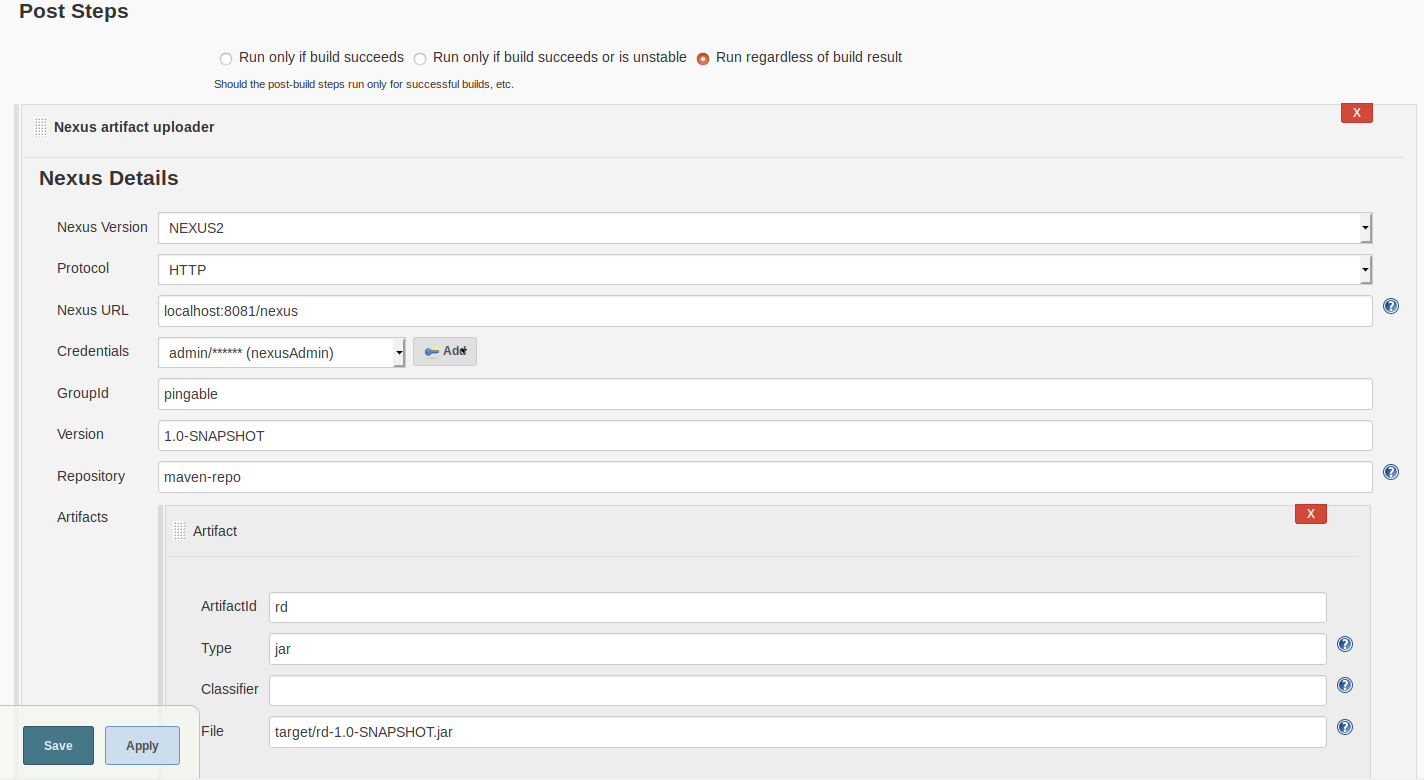 Post Steps
Run only if build succeeds Run only if build succeeds or is unstable Run regardless of build result
Should the post-build steps run only for successful builds, etc.
X
Nexus artifact uploader
Nexus Details
Nexus Version NEXUS2
Protocol HTTP
Nexus URL localhost:8081/nexus ?
Credentials admin/****** (nexusAdmin) Add
GroupId pingable
Version 1.0-SNAPSHOT
Repository maven-repo ?
Artifacts
X
Artifact
ArtifactId rd
Type jar ?
Classifier ?
File target/rd-1.0-SNAPSHOT.jar ?
Save Apply